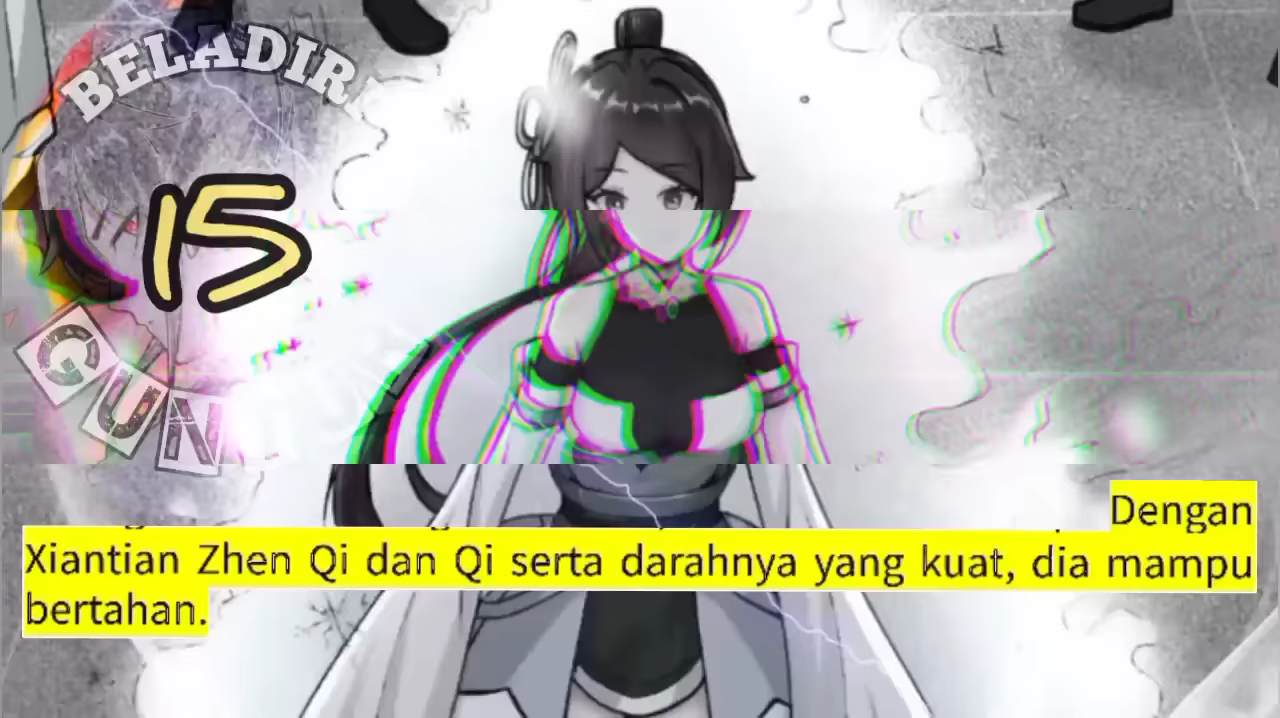 BELADIRI
15
GUN
Dengan
Xiantian Zhen Qi dan Qi serta darahnya yang kuat, dia mampu
bertahan.